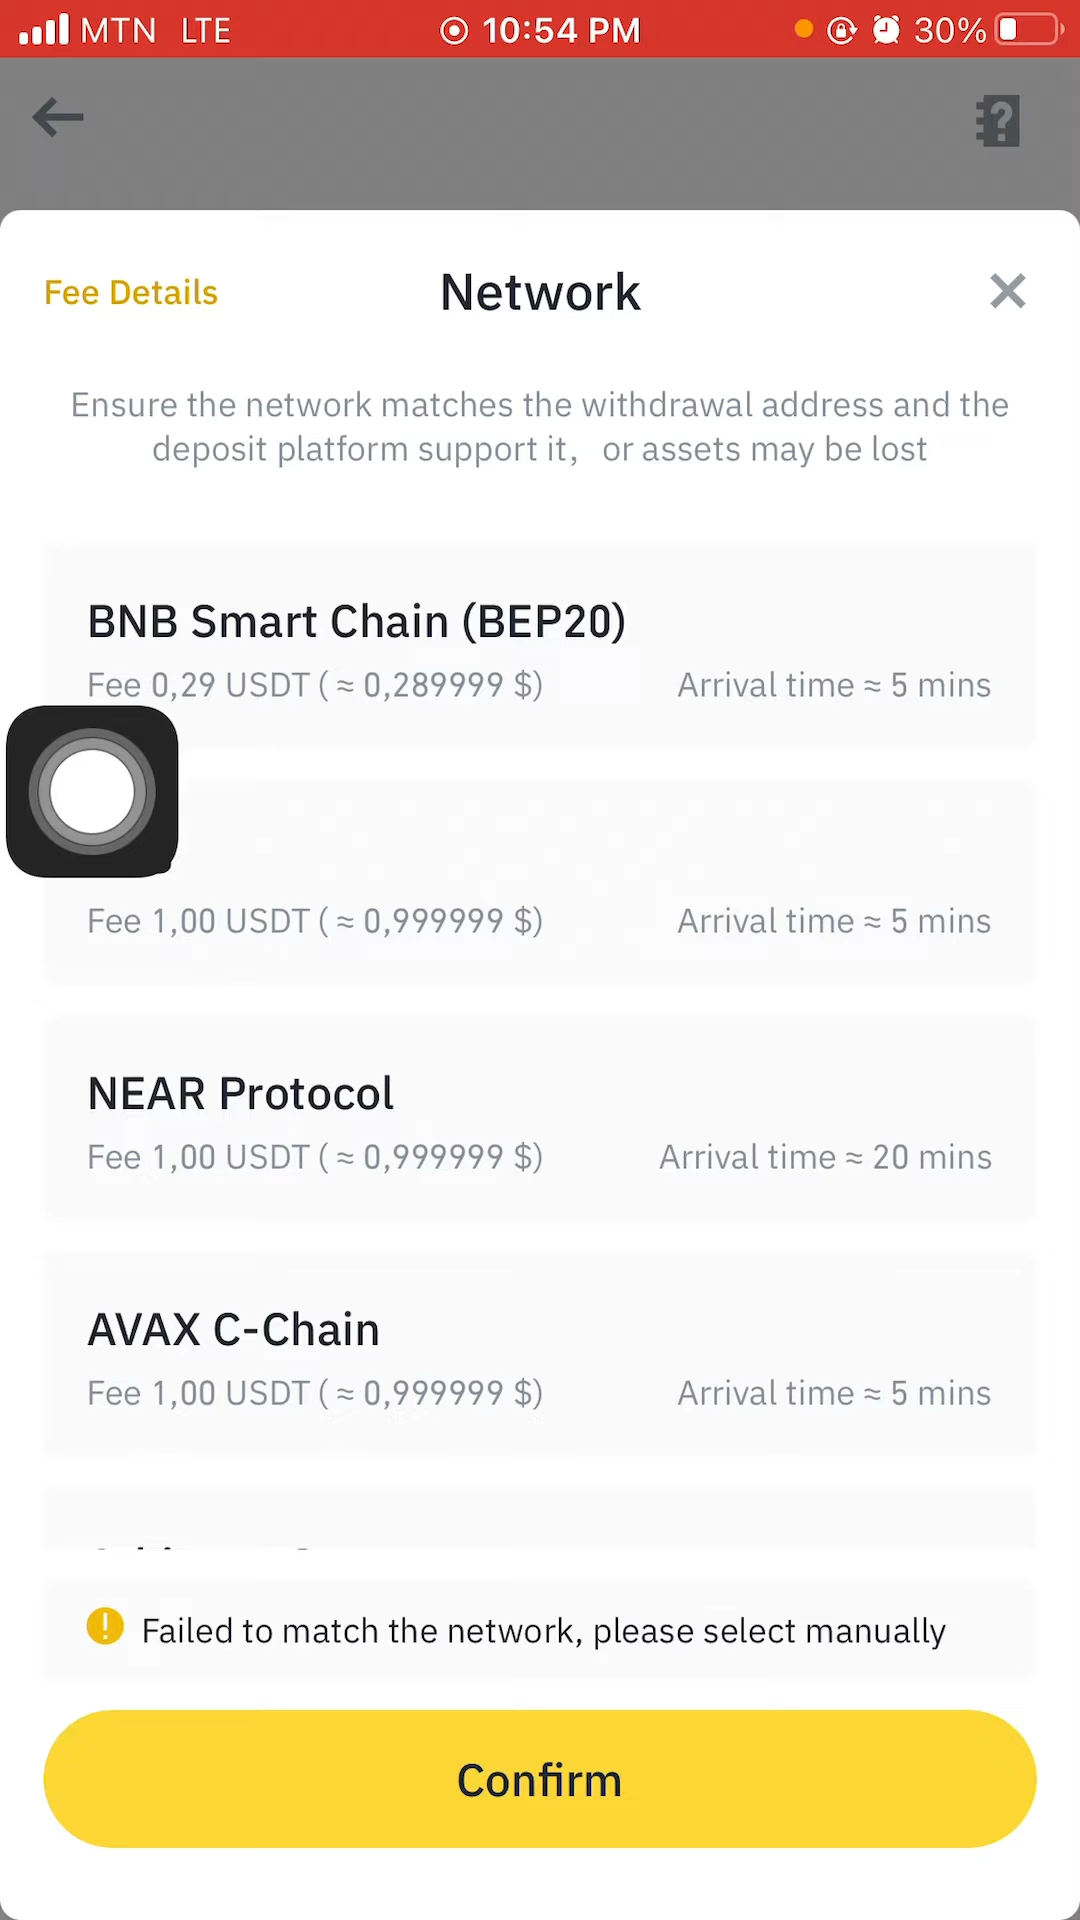 MTN LTE 10:54 PM 30%
Fee Details Network
Ensure the network matches the withdrawal address and the
deposit platform support it, or assets may be lost
BNB Smart Chain (BEP20)
Fee 0,29 USDT ( ≈ 0,289999 $) Arrival time ≈ 5 mins
Fee 1,00 USDT ( ≈ 0,999999 $) Arrival time ≈ 5 mins
NEAR Protocol
Fee 1,00 USDT ( ≈ 0,999999 $) Arrival time ≈ 20 mins
AVAX C-Chain
Fee 1,00 USDT ( ≈ 0,999999 $) Arrival time ≈ 5 mins
Failed to match the network, please select manually
Confirm